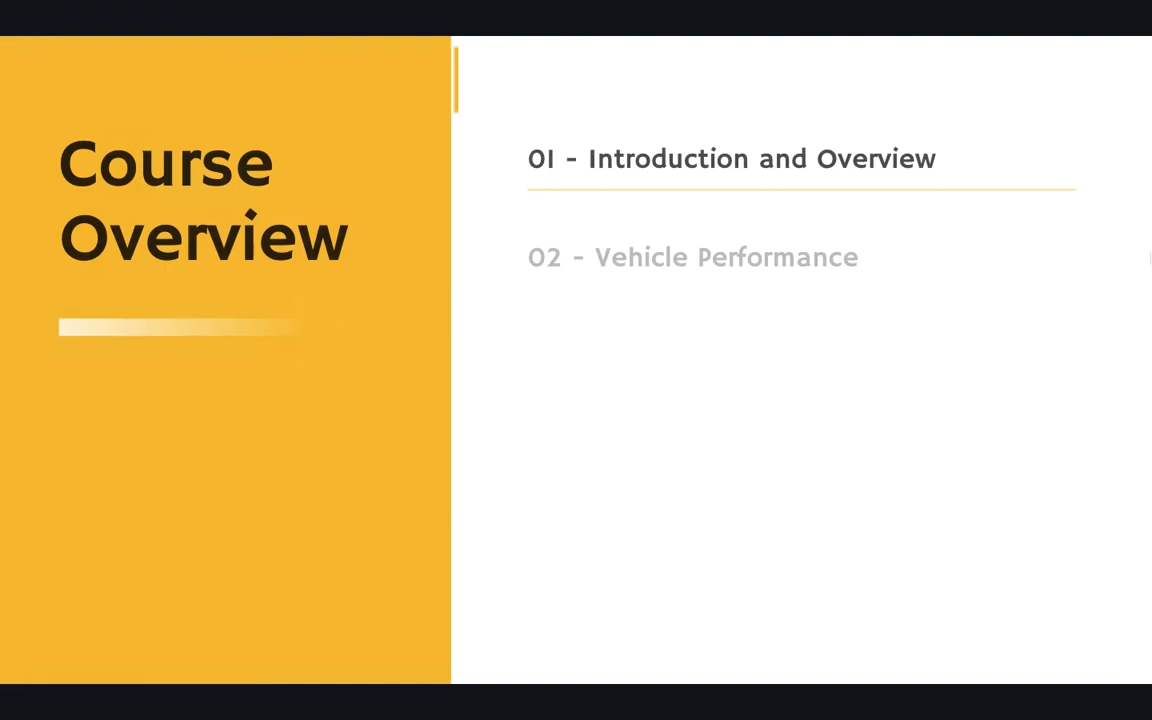 Course
Overview
01 - Introduction and Overview
02 - Vehicle Performance